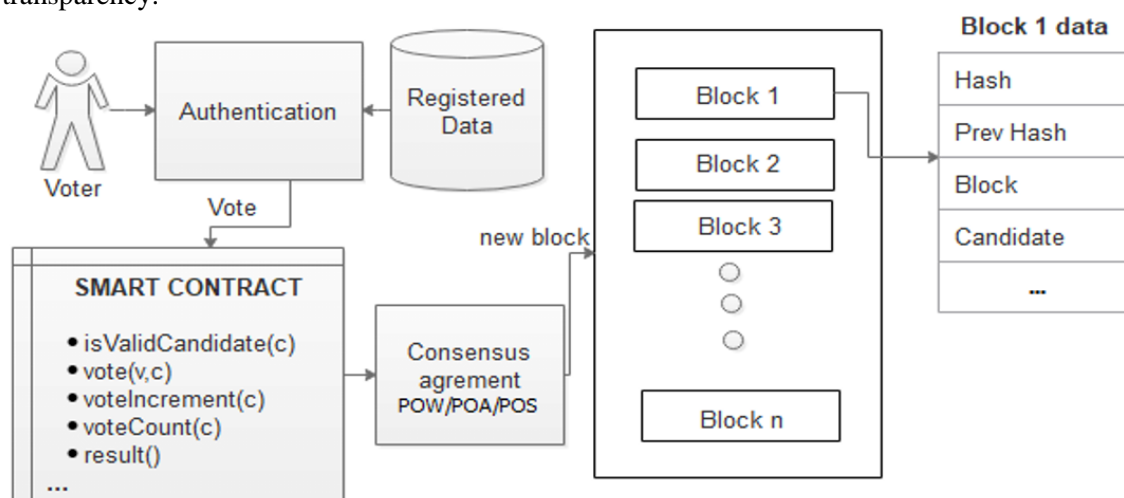 transparency.
Voter
Authentication
Registered
Data
Vote
SMART CONTRACT
• isValidCandidate(c)
• vote(v,c)
• voteIncrement(c)
• voteCount(c)
• result()
...
Consensus
agrement
POW/POA/POS
new block
Block 1
Block 2
Block 3
Block n
Block 1 data
Hash
Prev Hash
Block
Candidate
...